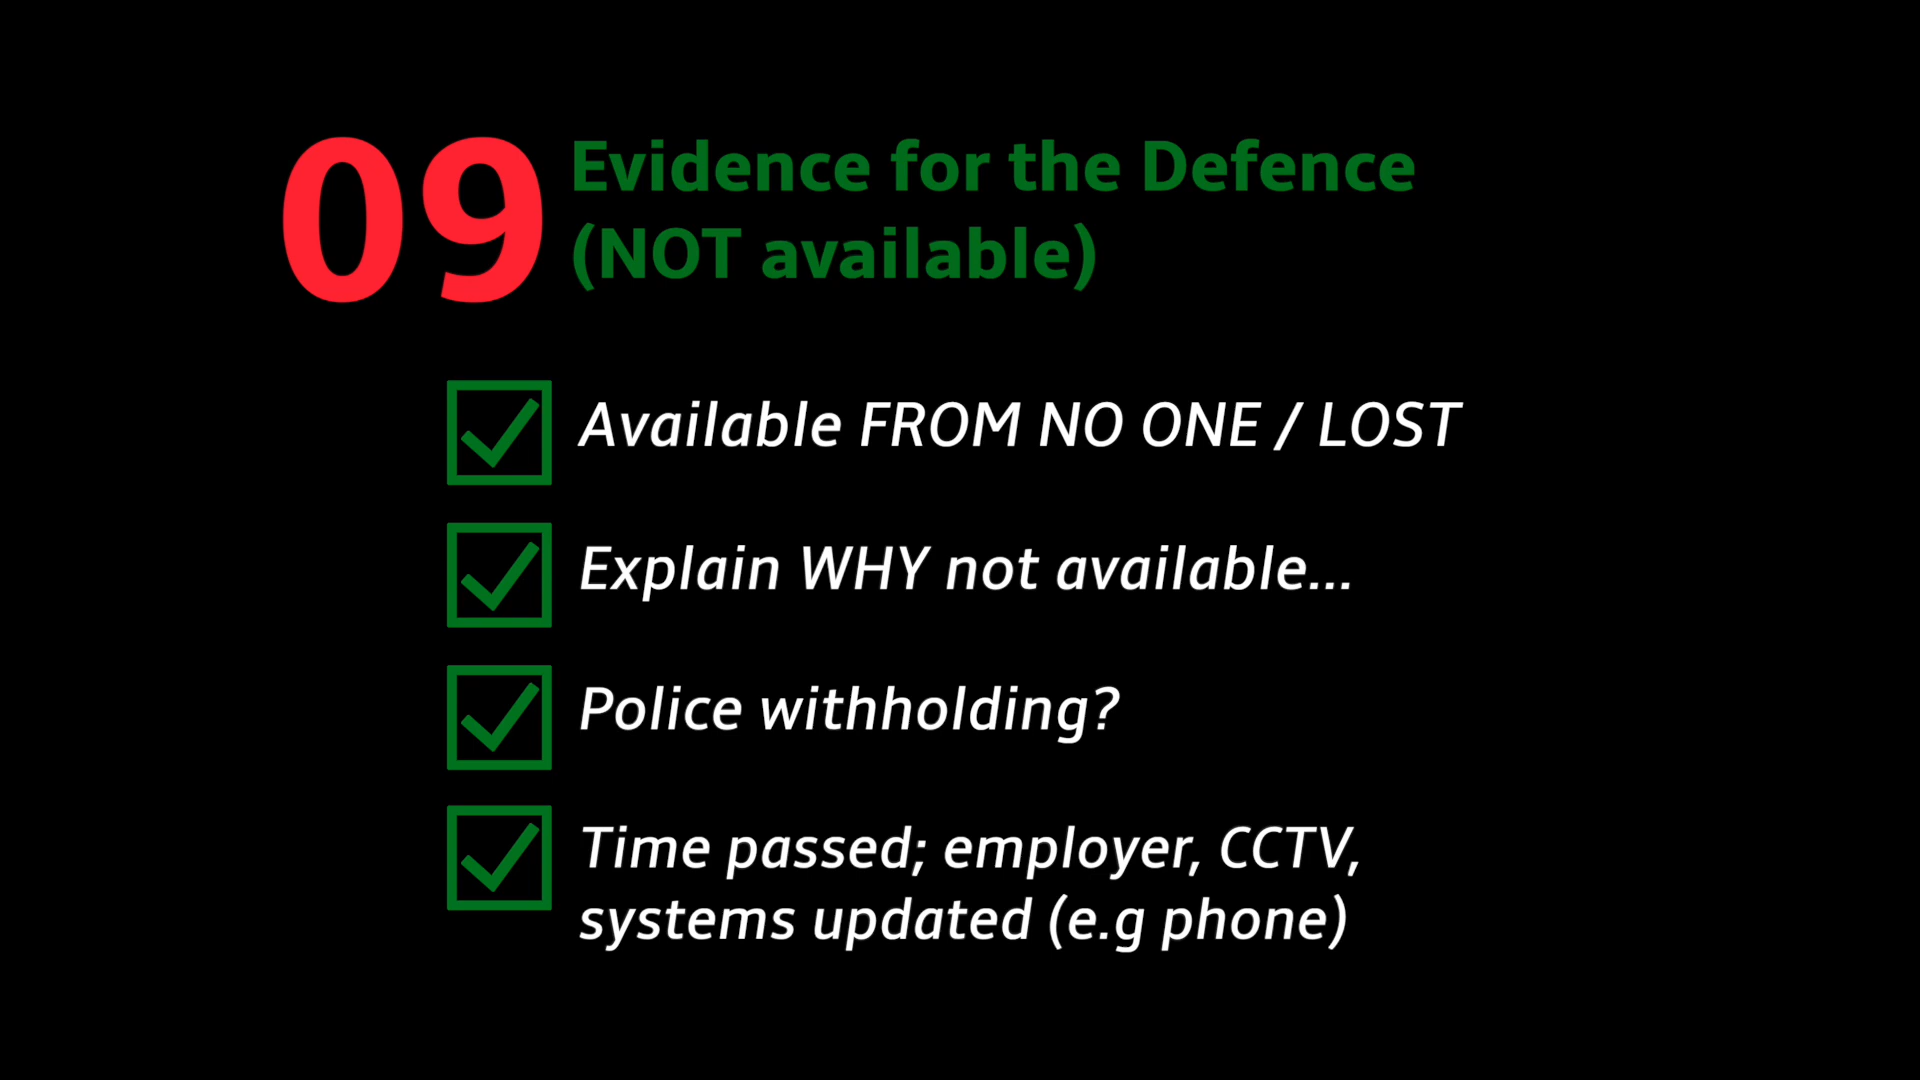 09
Evidence for the Defence
(NOT available)
Available FROM NO ONE / LOST
Explain WHY not available...
Police withholding?
Time passed; employer, CCTV,
systems updated (e.g phone)